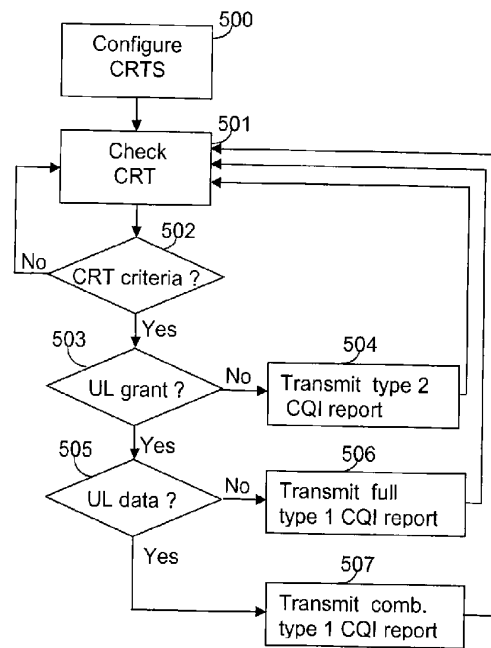 500
Configure
CRTS
501
Check
CRT
502
No
CRT criteria ?
Yes
503
504
UL grant ?
No
Transmit type 2
CQI report
Yes
505
506
UL data ?
No
Transmit full
type 1 CQI report
Yes
507
Transmit comb.
type 1 CQI report